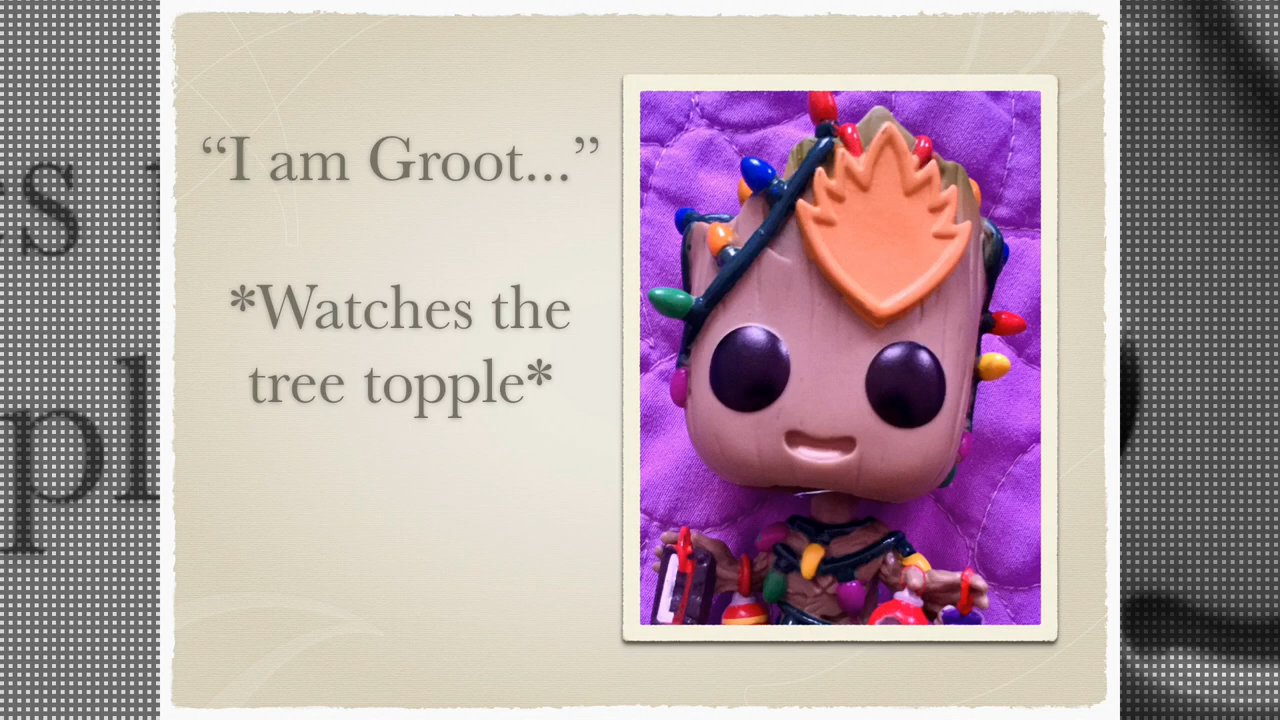 “I am Groot...”
*Watches the
tree topple*